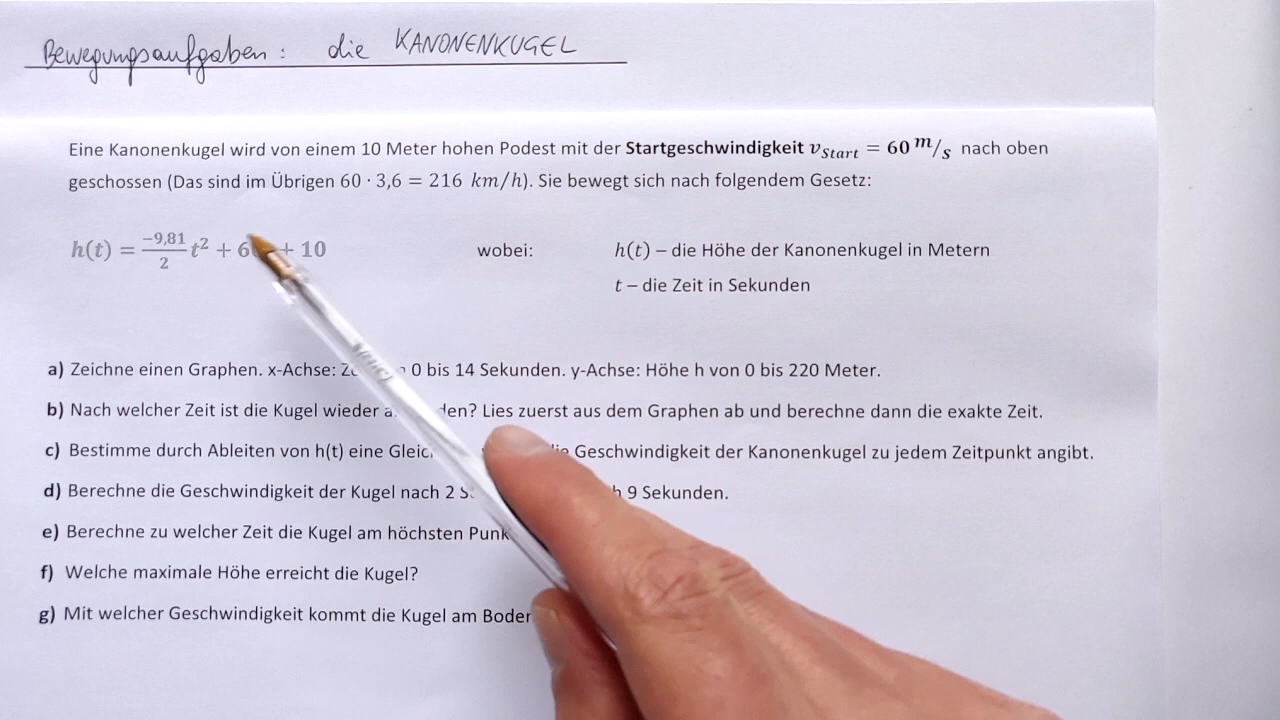 Bewegungsaufgaben: die KANONENKUGEL
Eine Kanonenkugel wird von einem 10 Meter hohen Podest mit der Startgeschwindigkeit v_Start = 60 m/s nach oben
geschossen (Das sind im Übrigen 60 · 3,6 = 216 km/h). Sie bewegt sich nach folgendem Gesetz:
h(t) = -9,81/2 t² + 6 + 10 wobei: h(t) – die Höhe der Kanonenkugel in Metern
t – die Zeit in Sekunden
a) Zeichne einen Graphen. x-Achse: 0 bis 14 Sekunden. y-Achse: Höhe h von 0 bis 220 Meter.
b) Nach welcher Zeit ist die Kugel wieder Lies zuerst aus dem Graphen ab und berechne dann die exakte Zeit.
c) Bestimme durch Ableiten von h(t) eine Geschwindigkeit der Kanonenkugel zu jedem Zeitpunkt angibt.
d) Berechne die Geschwindigkeit der Kugel nach 2 9 Sekunden.
e) Berechne zu welcher Zeit die Kugel am höchsten Punk
f) Welche maximale Höhe erreicht die Kugel?
g) Mit welcher Geschwindigkeit kommt die Kugel am Boden